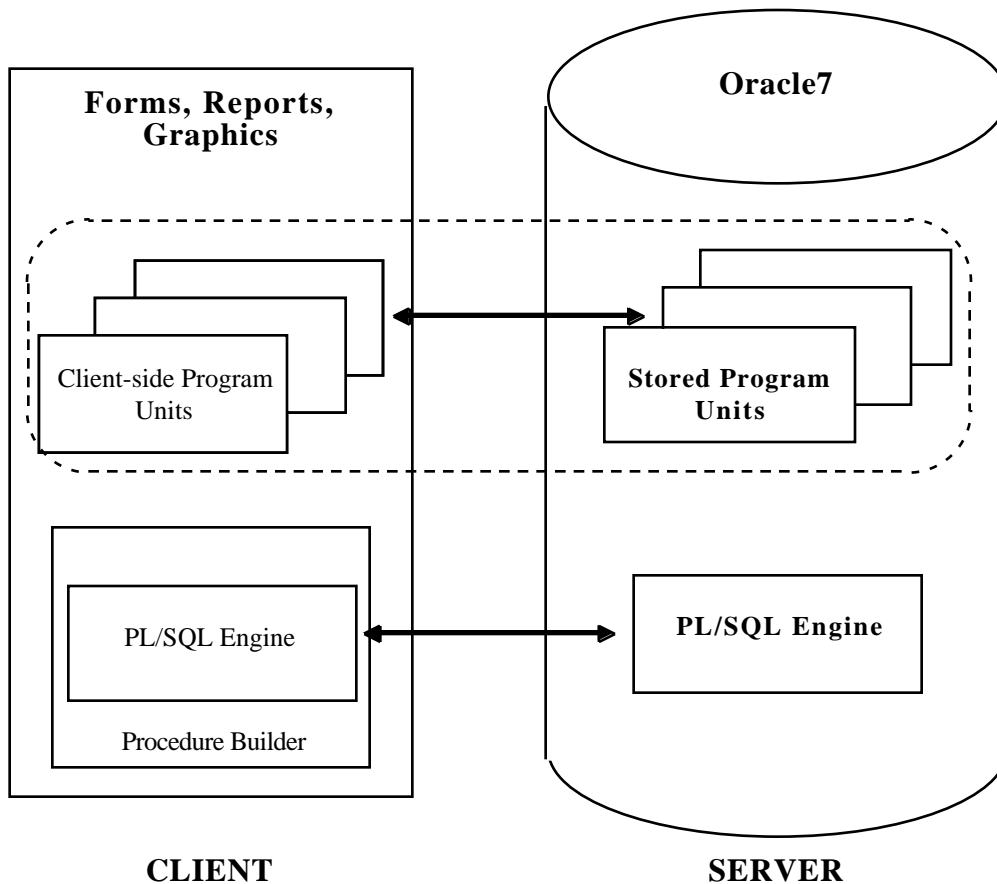 Forms, Reports,
Graphics
Oracle7
Client-side Program
Units
Stored Program
Units
PL/SQL Engine
Procedure Builder
PL/SQL Engine
CLIENT
SERVER